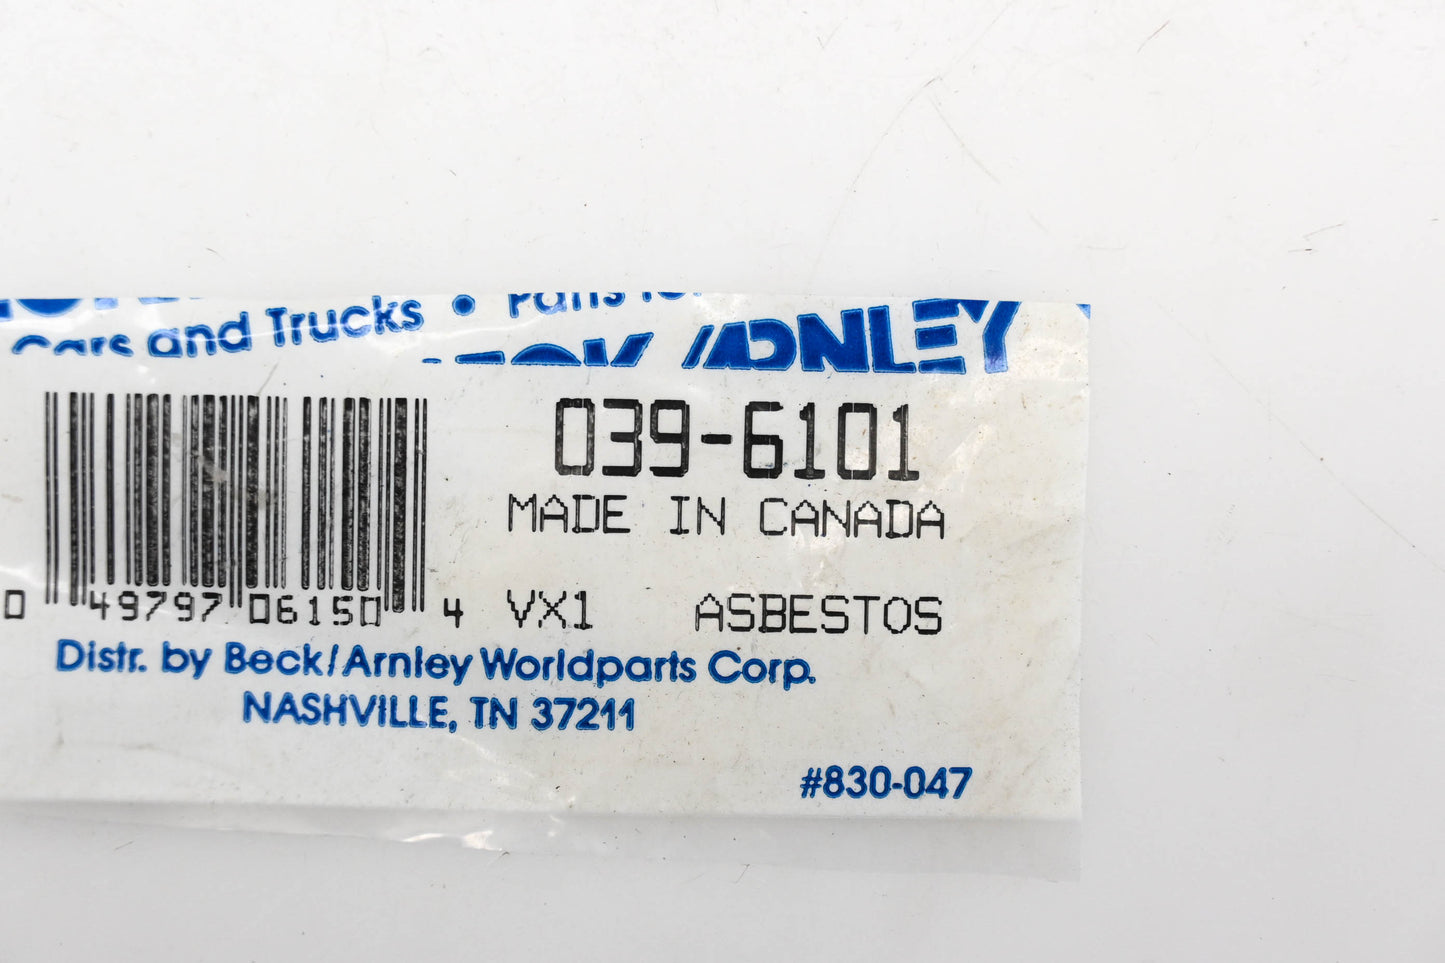 Cars and Trucks • Parts for
ARNLEY
039-6101
MADE IN CANADA
0 49797 06150 4 VX1 ASBESTOS
Distr. by Beck/Arnley Worldparts Corp.
NASHVILLE, TN 37211
#830-047